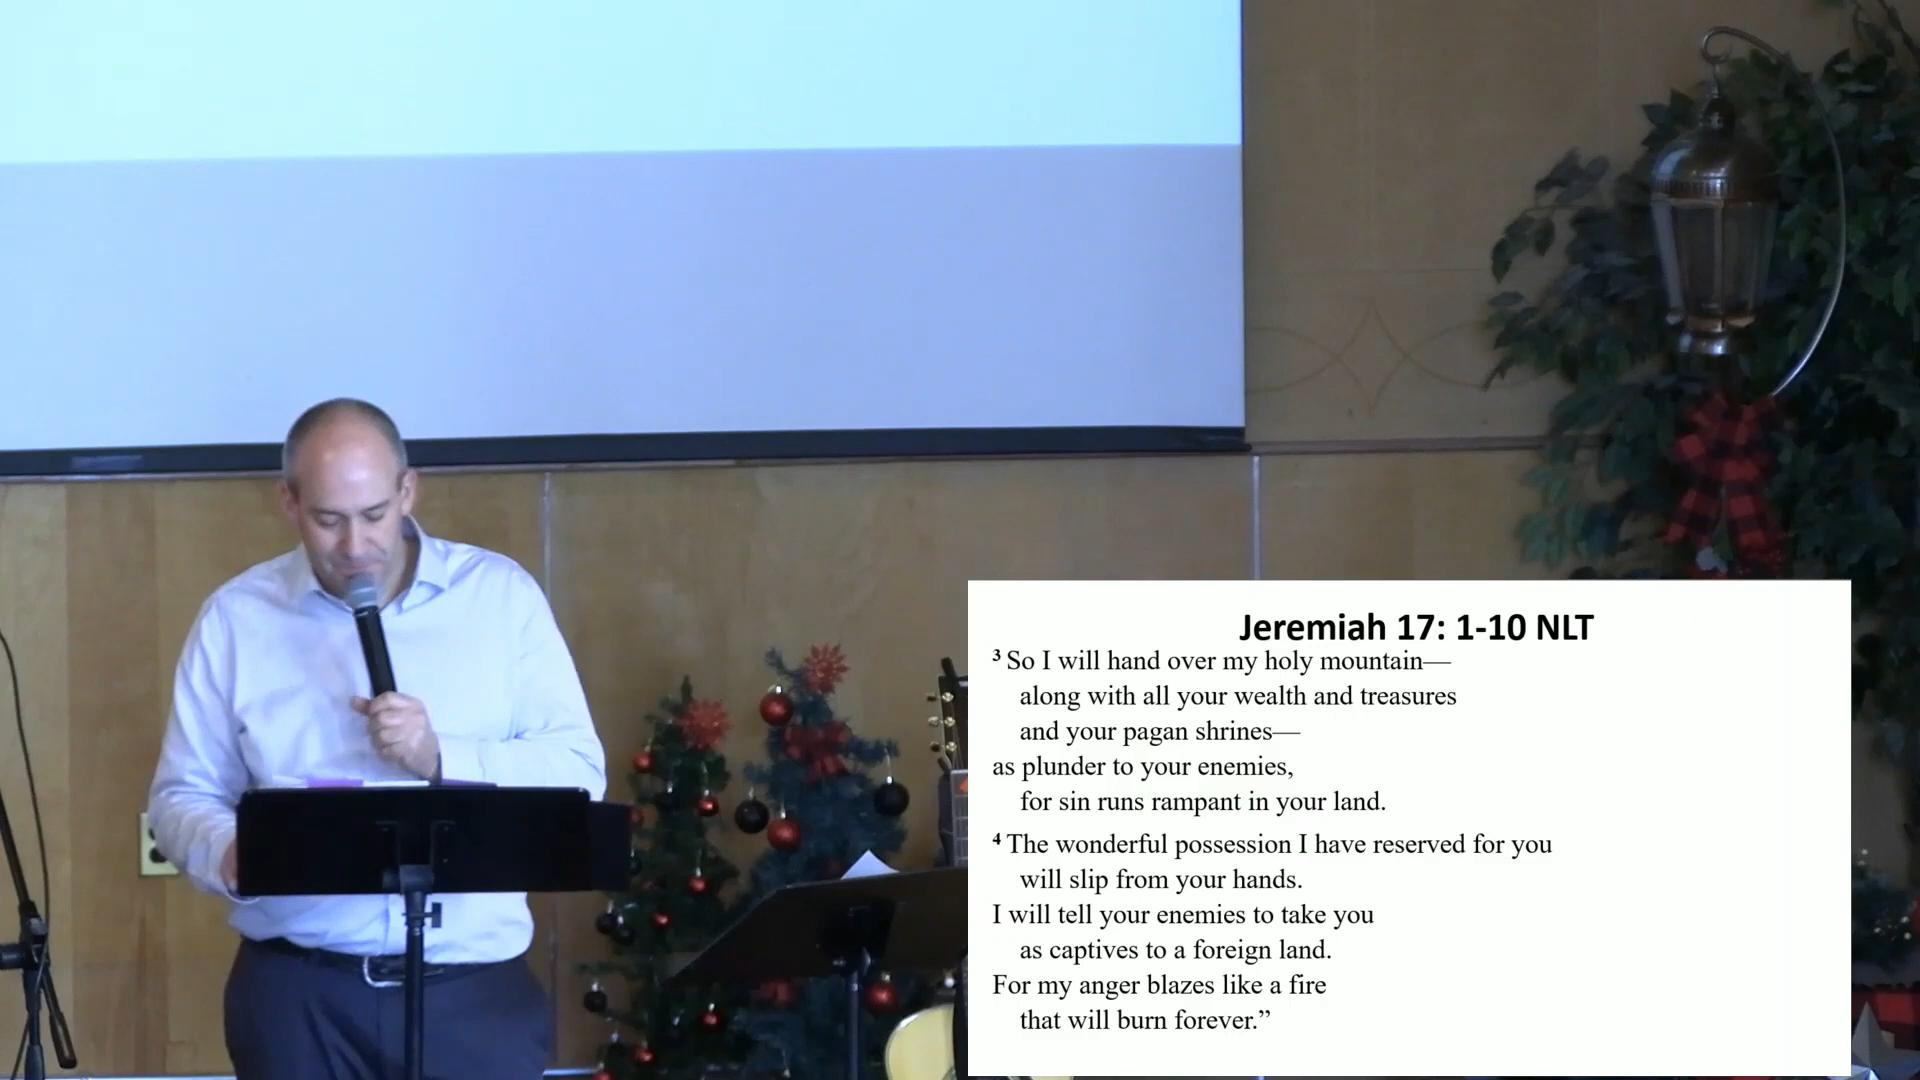 Jeremiah 17: 1-10 NLT
³ So I will hand over my holy mountain—
along with all your wealth and treasures
and your pagan shrines—
as plunder to your enemies,
for sin runs rampant in your land.
⁴ The wonderful possession I have reserved for you
will slip from your hands.
I will tell your enemies to take you
as captives to a foreign land.
For my anger blazes like a fire
that will burn forever.”